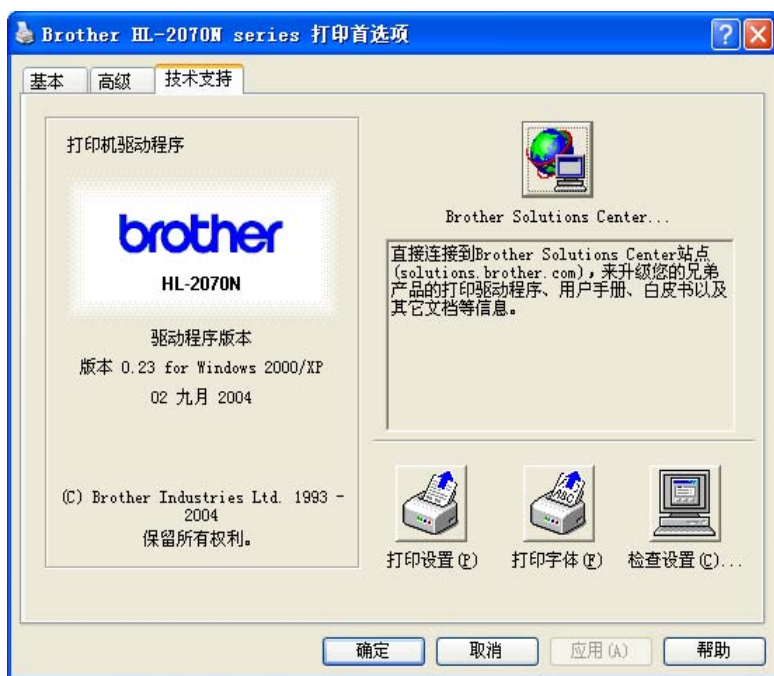 Brother HL-2070N series 打印首选项
基本 高级 技术支持
打印机驱动程序
brother
HL-2070N
驱动程序版本
版本 0.23 for Windows 2000/XP
02 九月 2004
(C) Brother Industries Ltd. 1993 -
2004
保留所有权利。
Brother Solutions Center...
直接连接到Brother Solutions Center站点
(solutions.brother.com)，来升级您的兄弟
产品的打印驱动程序、用户手册、白皮书以及
其它文档等信息。
打印设置(P) 打印字体(F) 检查设置(C)...
确定 取消 应用(A) 帮助